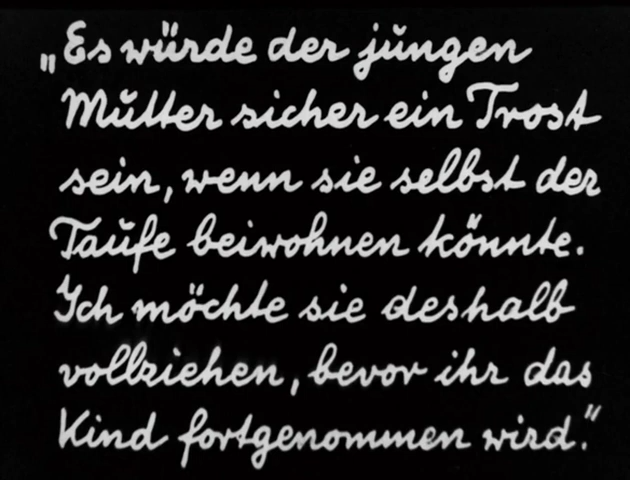 „Es würde der jungen
Mutter sicher ein Trost
sein, wenn sie selbst der
Taufe beiwohnen könnte.
Ich möchte sie deshalb
vollziehen, bevor ihr das
Kind fortgenommen wird.“